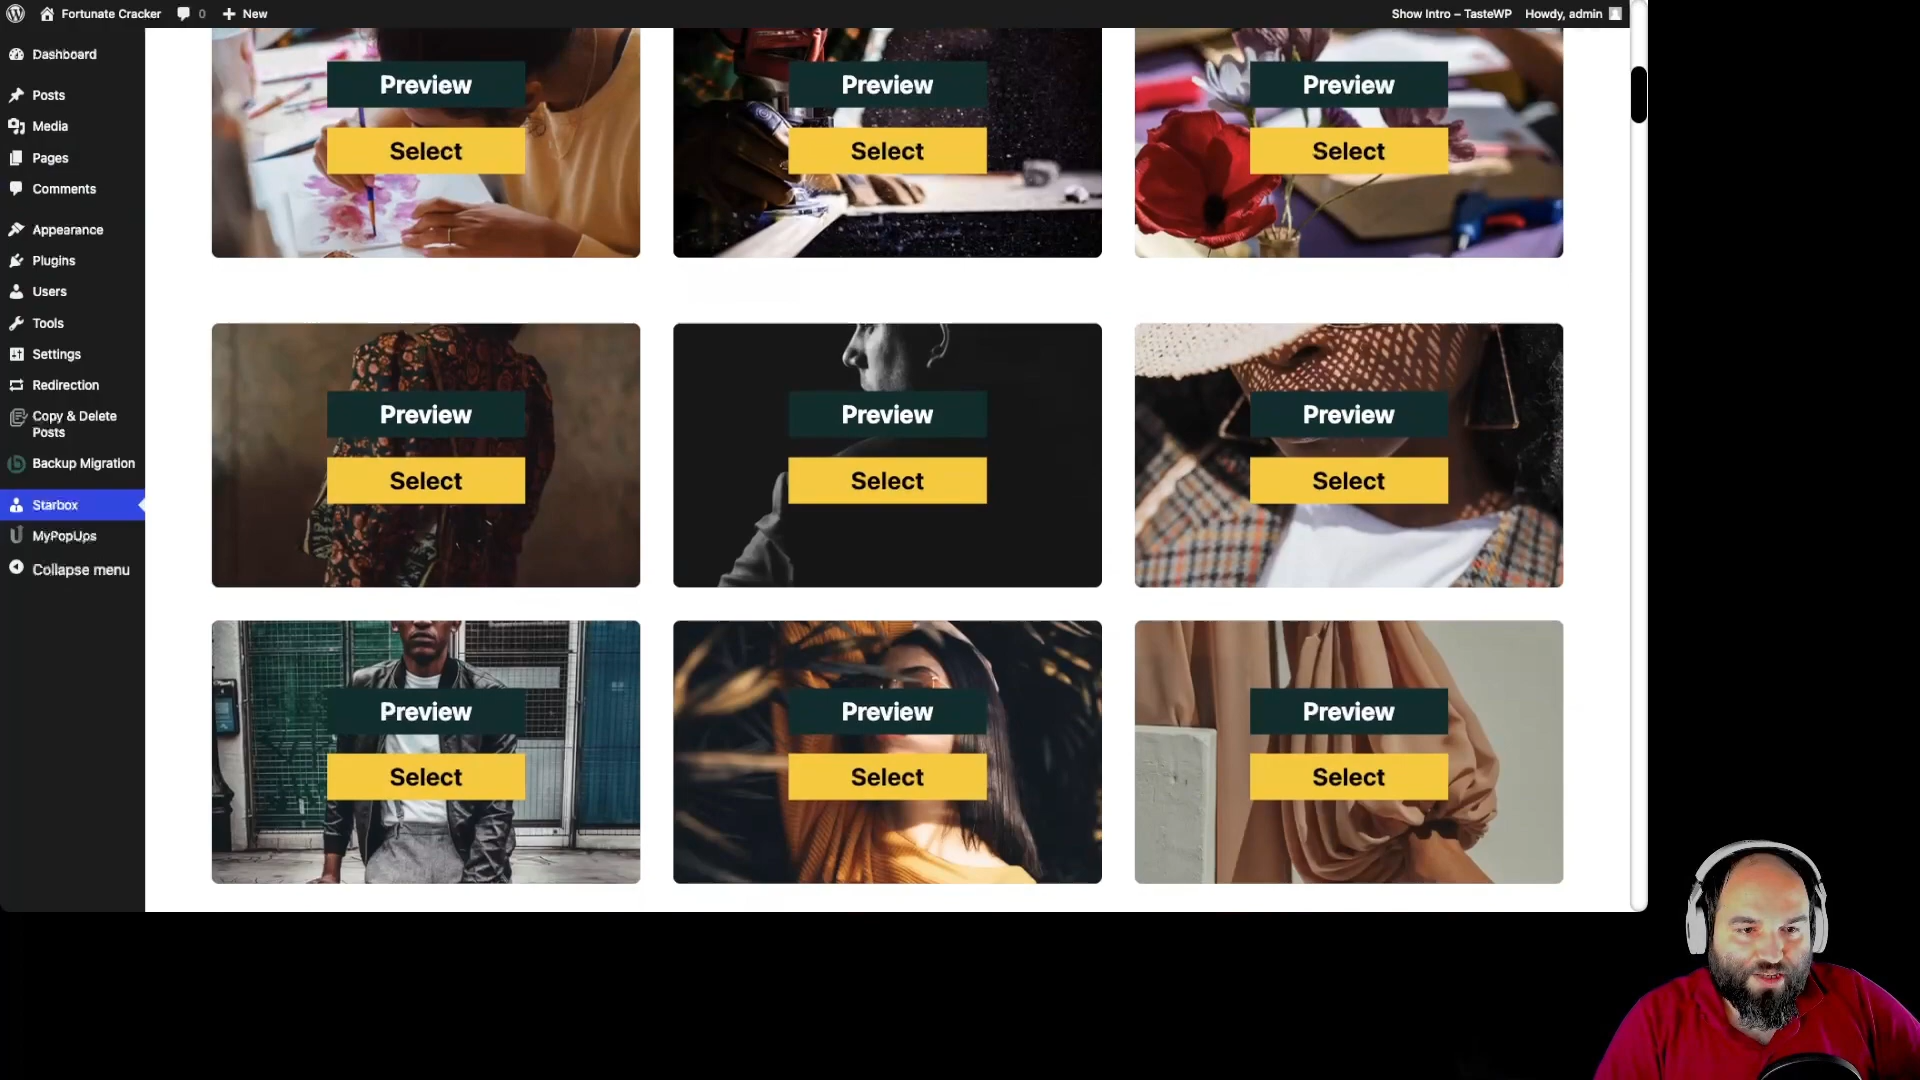 Fortunate Cracker
0
New
Show Intro – TasteWP
Howdy, admin
Dashboard
Posts
Media
Pages
Comments
Appearance
Plugins
Users
Tools
Settings
Redirection
Copy & Delete
Posts
Backup Migration
Starbox
MyPopUps
Collapse menu
Preview
Preview
Preview
Select
Select
Select
Preview
Preview
Preview
Select
Select
Select
Preview
Preview
Preview
Select
Select
Select